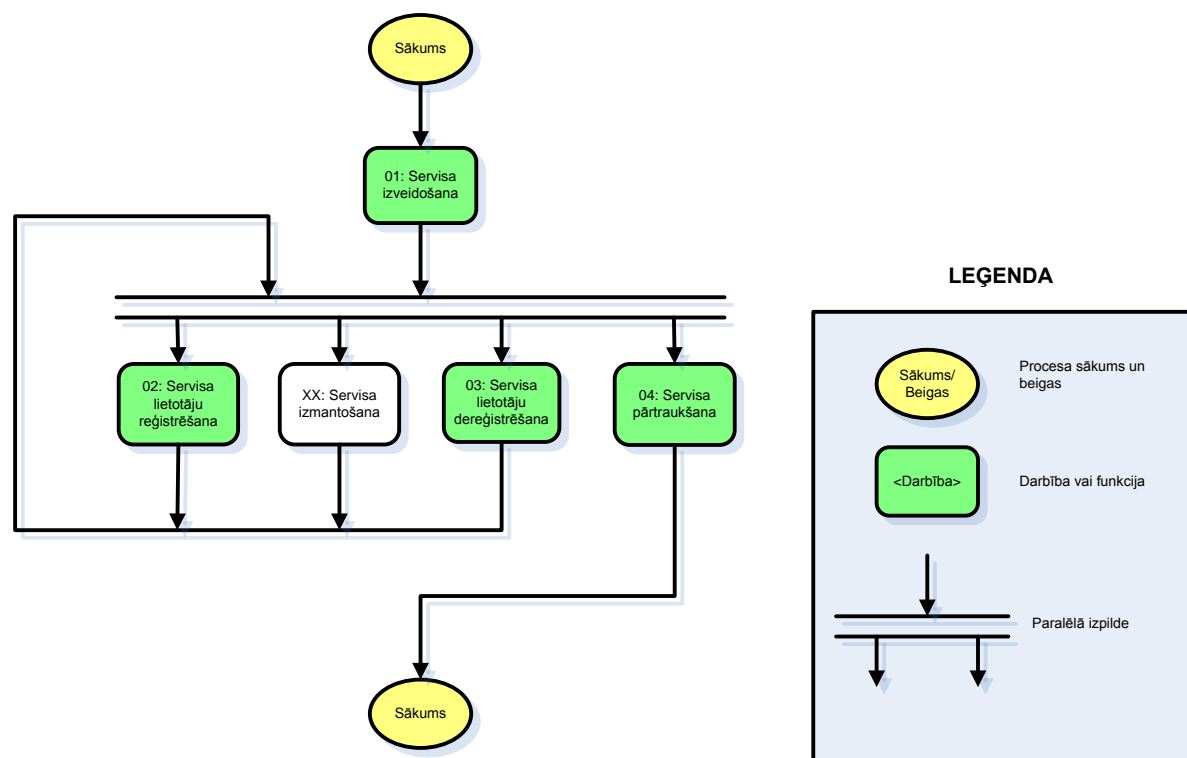 Sākums
01: Servisa
izveidošana
02: Servisa
lietotāju
reģistrēšana
XX: Servisa
izmantošana
03: Servisa
lietotāju
dereģistrēšana
04: Servisa
pārtraukšana
Sākums
LEĢENDA
Sākums/
Beigas
Procesa sākums un
beigas
<Darbība>
Darbība vai funkcija
Paralēlā izpilde